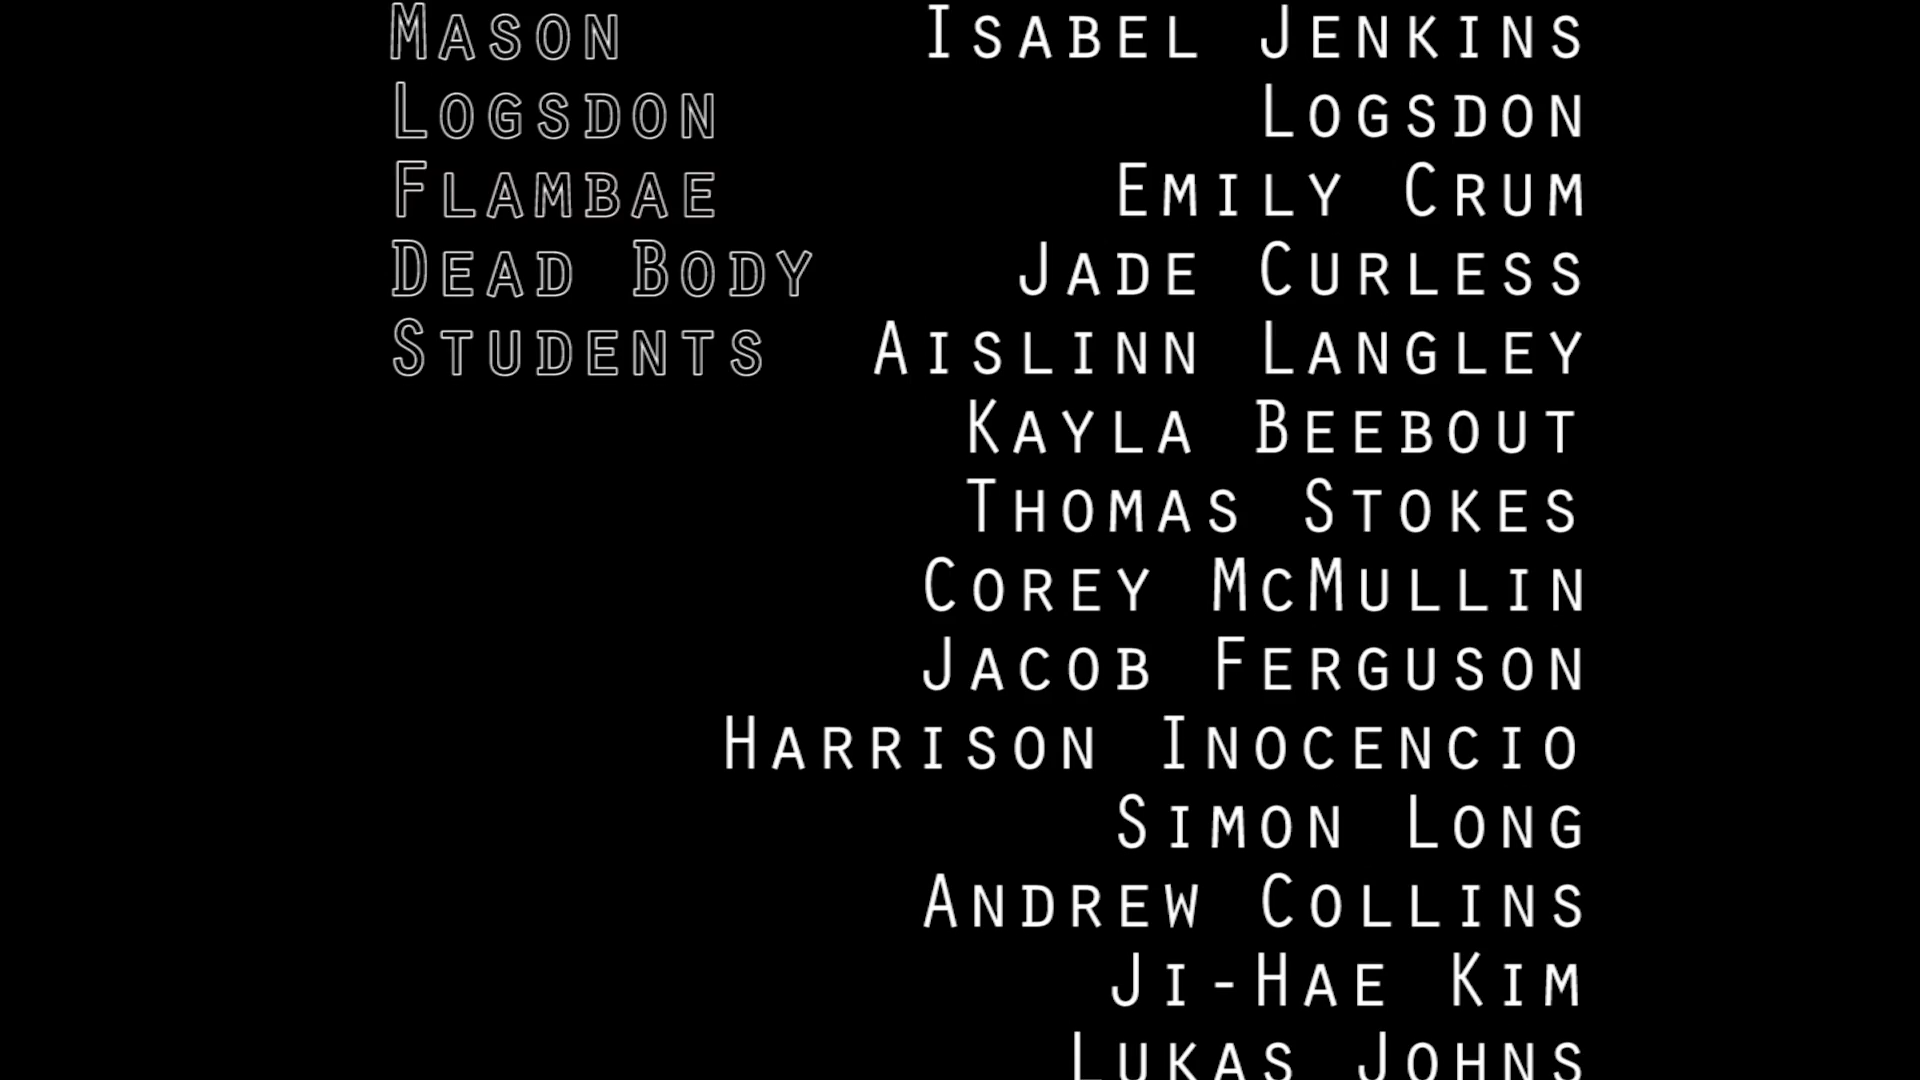 Mason Isabel Jenkins
Logsdon Logsdon
Flambae Emily Crum
Dead Body Jade Curless
Students Aislinn Langley
Kayla Beebout
Thomas Stokes
Corey McMullin
Jacob Ferguson
Harrison Inocencio
Simon Long
Andrew Collins
Ji-Hae Kim
Lukas Johns